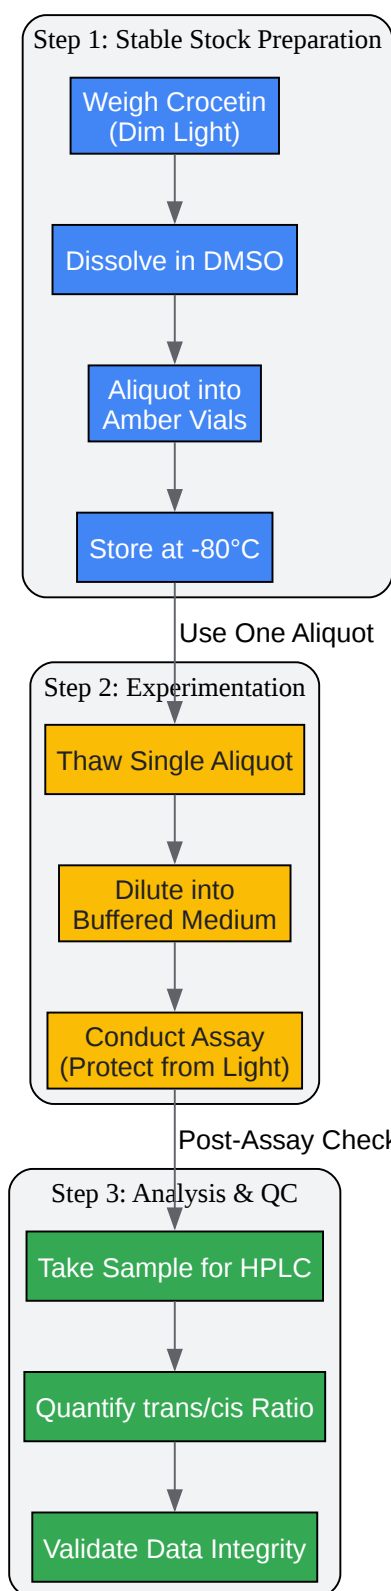 Step 1: Stable Stock Preparation
Weigh Crocetin
(Dim Light)
Dissolve in DMSO
Aliquot into
Amber Vials
Store at -80°C
Use One Aliquot
Step 2: Experimentation
Thaw Single Aliquot
Dilute into
Buffered Medium
Conduct Assay
(Protect from Light)
Post-Assay Check
Step 3: Analysis & QC
Take Sample for HPLC
Quantify trans/cis Ratio
Validate Data Integrity